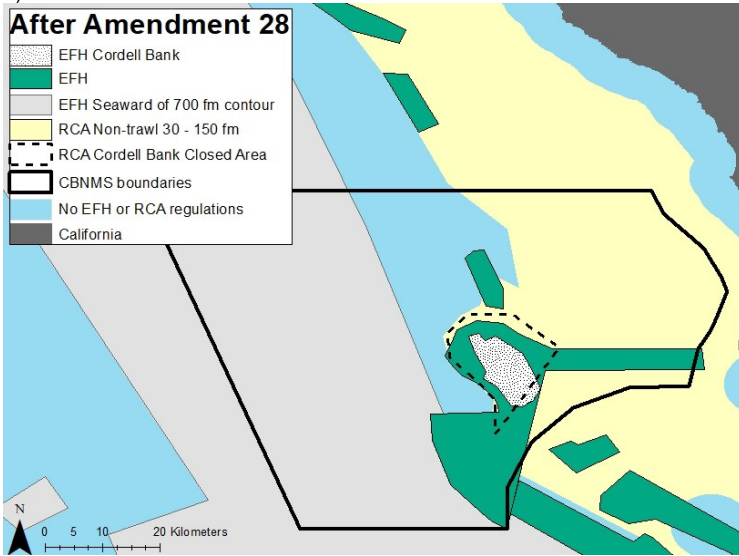 After Amendment 28
EFH Cordell Bank
EFH
EFH Seaward of 700 fm contour
RCA Non-trawl 30 - 150 fm
RCA Cordell Bank Closed Area
CBNMS boundaries
No EFH or RCA regulations
California
N
0 5 10 20 Kilometers